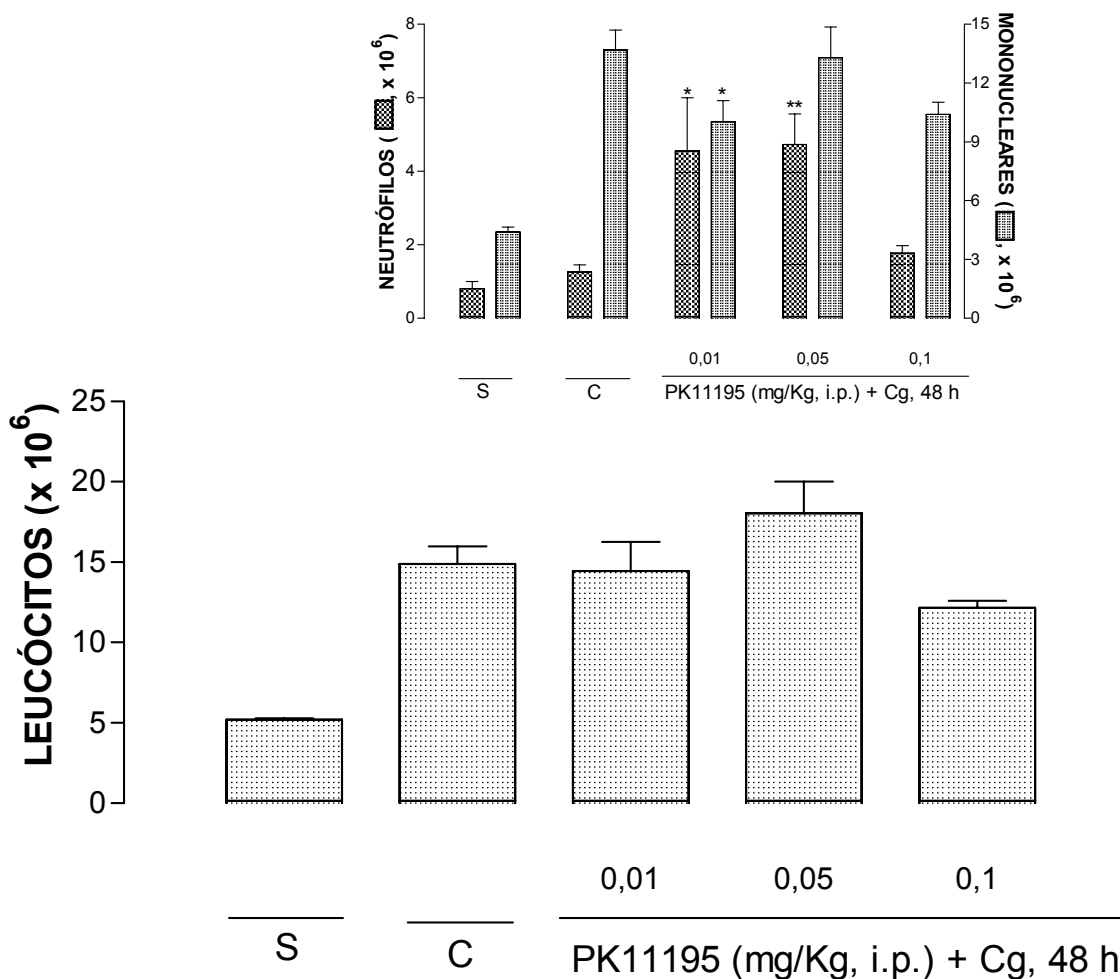 8
6
4
2
0
NEUTRÓFILOS ( , x 10⁶)
15
12
9
6
3
0
MONONUCLEARES ( , x 10⁶)
* * **
0,01 0,05 0,1
S C PK11195 (mg/Kg, i.p.) + Cg, 48 h
25
20
15
10
5
0
LEUCÓCITOS (x 10⁶)
0,01 0,05 0,1
S C PK11195 (mg/Kg, i.p.) + Cg, 48 h